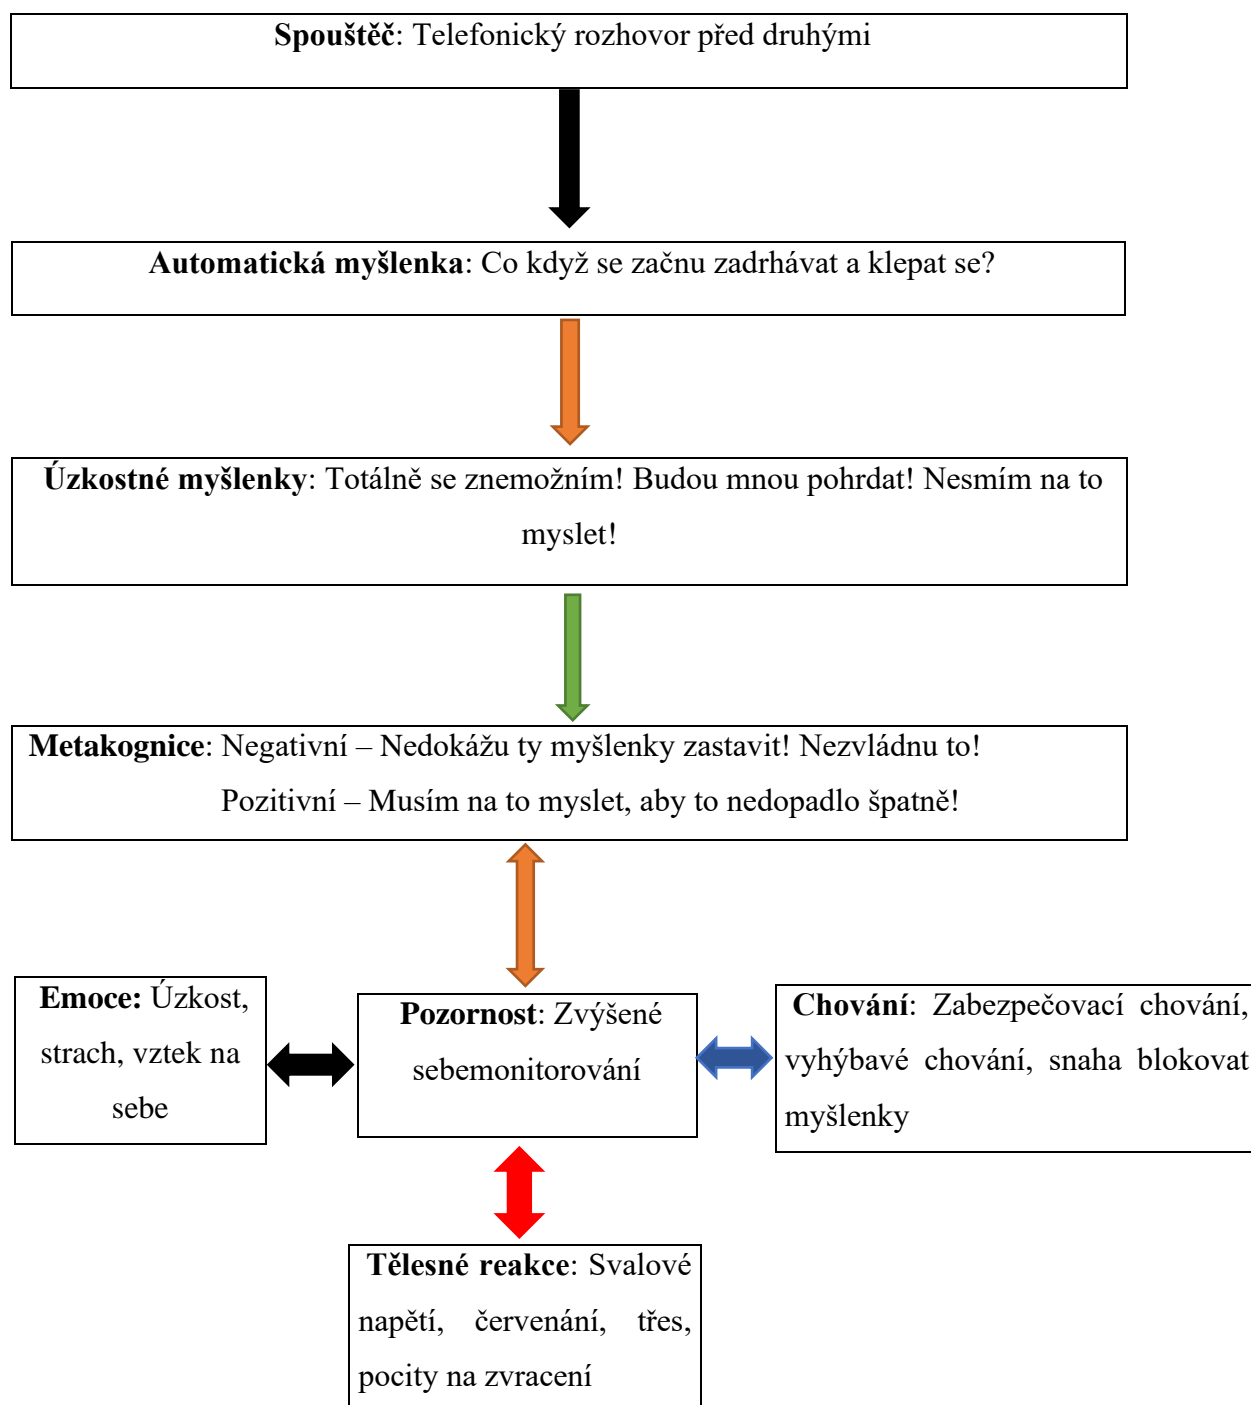 Spouštěč: Telefonický rozhovor před druhými
Automatická myšlenka: Co když se začnu zadrhávat a klepat se?
Úzkostné myšlenky: Totálně se znemožním! Budou mnou pohrdat! Nesmím na to
myslet!
Metakognice: Negativní – Nedokážu ty myšlenky zastavit! Nezvládnu to!
Pozitivní – Musím na to myslet, aby to nedopadlo špatně!
Emoce: Úzkost,
strach, vztek na
sebe
Pozornost: Zvýšené
sebemonitorování
Chování: Zabezpečovací chování,
vyhýbavé chování, snaha blokovat
myšlenky
Tělesné reakce: Svalové
napětí, červenání, třes,
pocity na zvracení